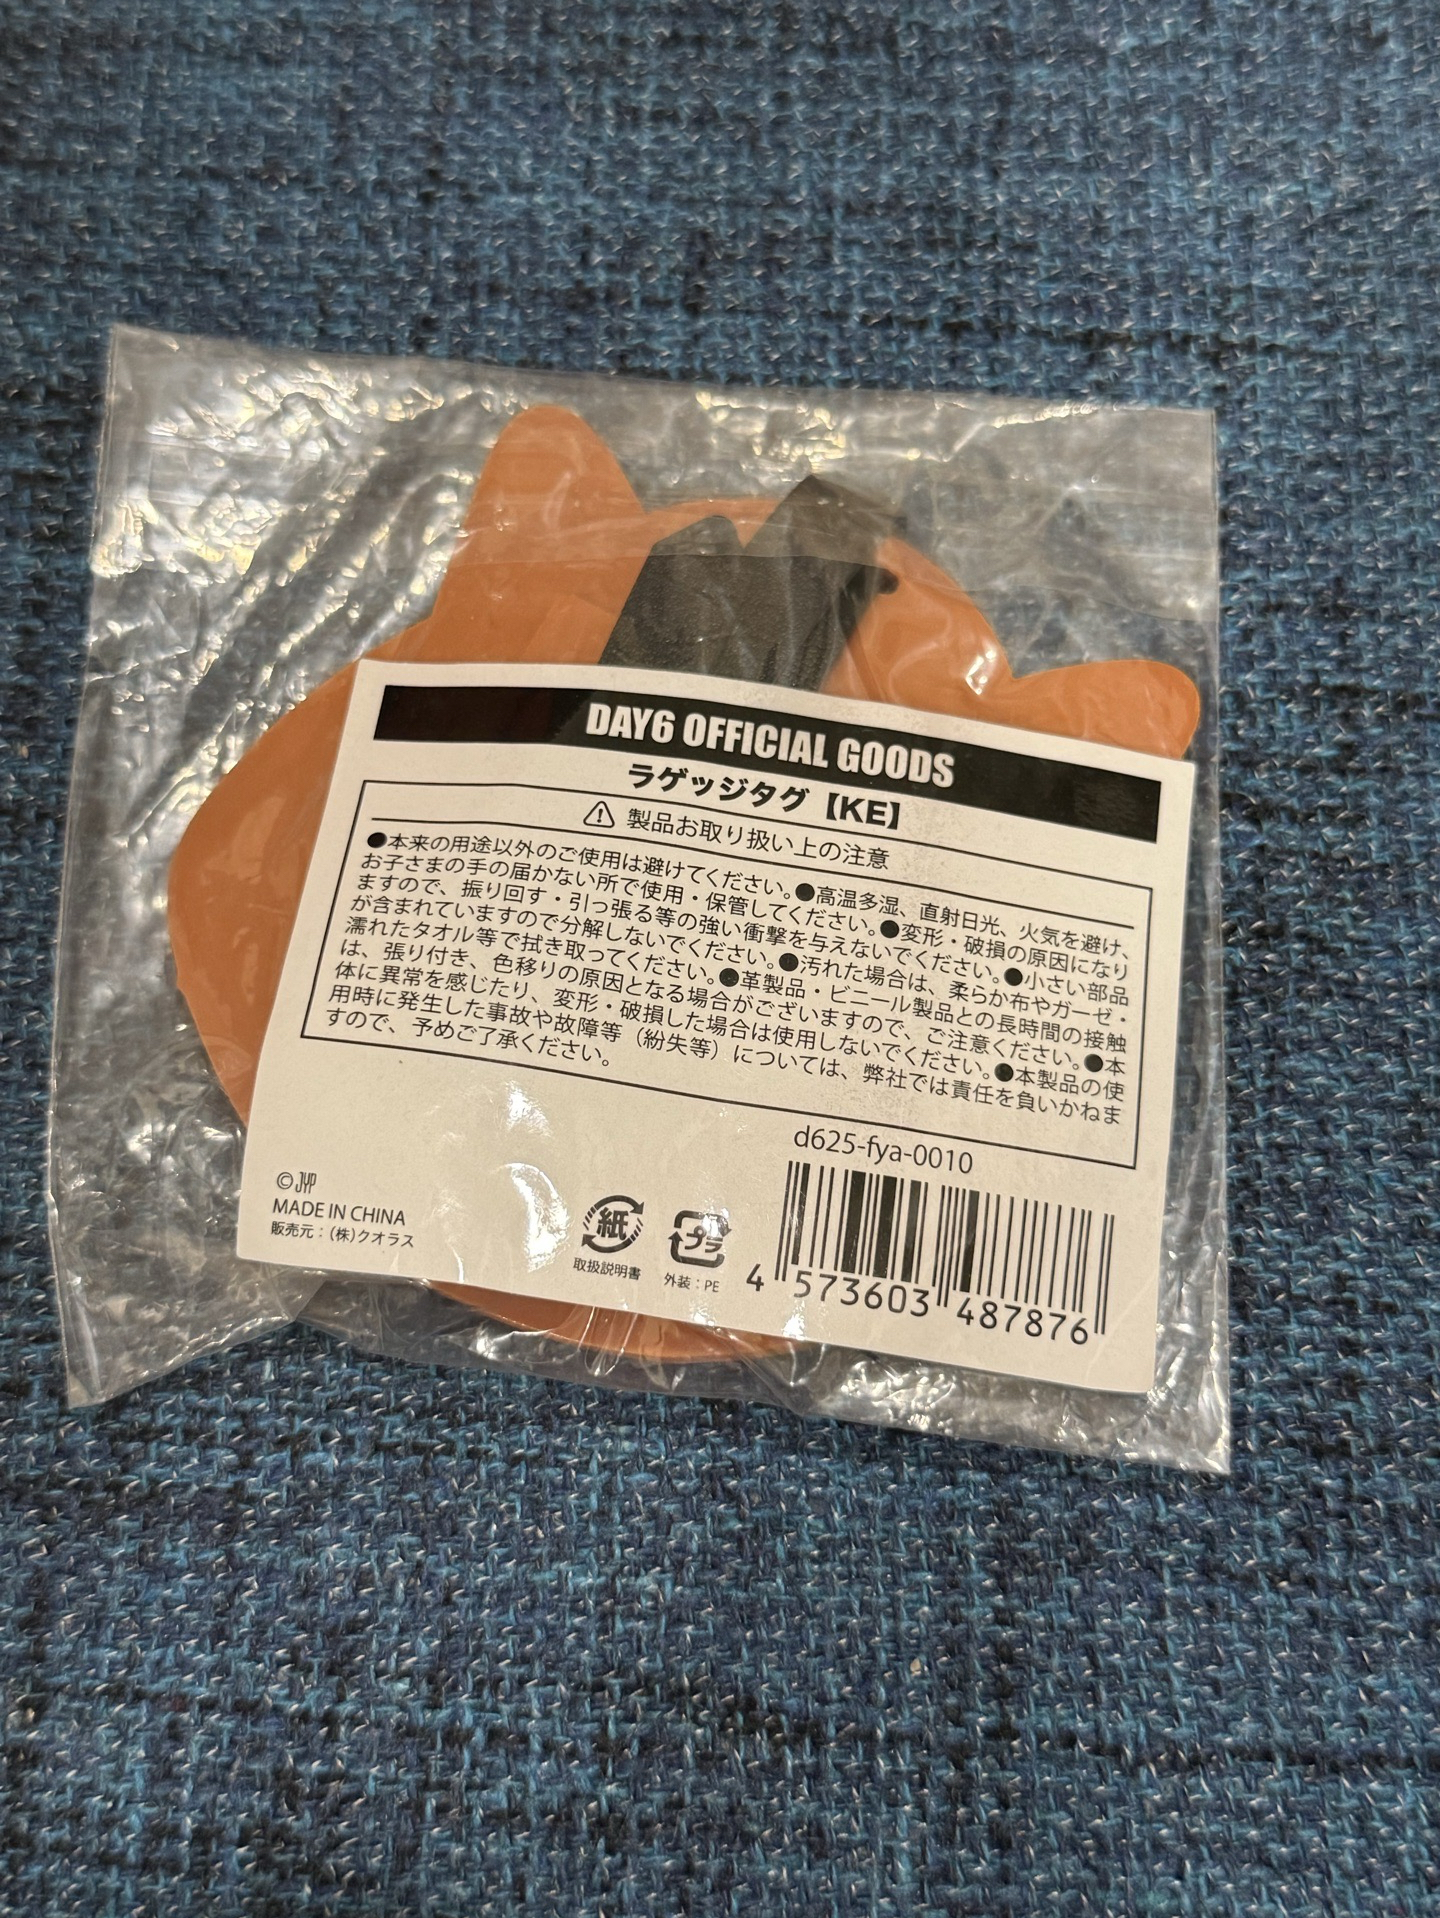 DAY6 OFFICIAL GOODS
ラゲッジタグ【KE】
⚠ 製品お取り扱い上の注意
●本来の用途以外のご使用は避けてください。●高温多湿、直射日光、火気を避け、
お子さまの手の届かない所で使用・保管してください。●変形・破損の原因になり
ますので、振り回す・引っ張る等の強い衝撃を与えないでください。●小さい部品
が含まれていますので分解しないでください。●汚れた場合は、柔らか布やガーゼ・
濡れたタオル等で拭き取ってください。●革製品・ビニール製品との長時間の接触
は、張り付き、色移りの原因となる場合がございますので、ご注意ください。●本
体に異常を感じたり、変形・破損した場合は使用しないでください。●本製品の使
用時に発生した事故や故障等（紛失等）については、弊社では責任を負いかねま
すので、予めご了承ください。
d625-fya-0010
©JYP
MADE IN CHINA
販売元：(株)クオラス
紙
取扱説明書
プラ
外装：PE
4 573603 487876